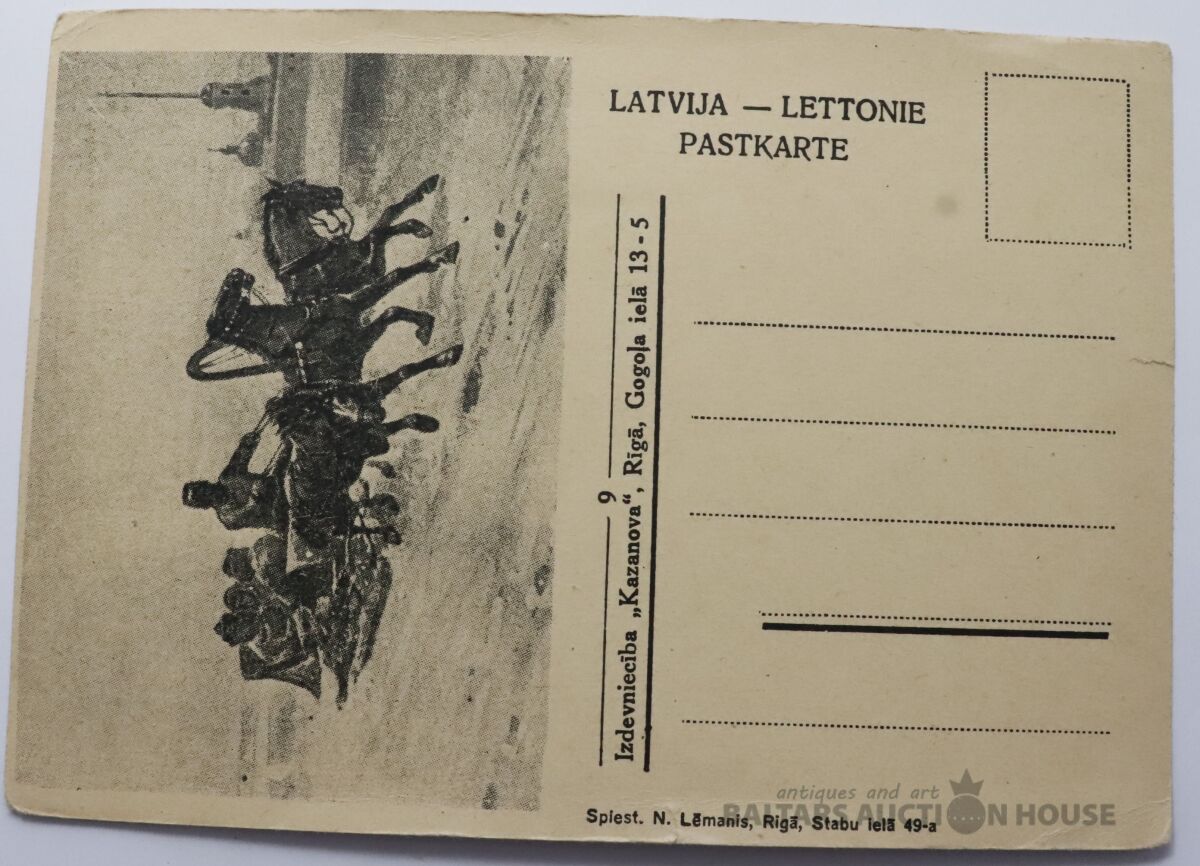 LATVIJA — LETTONIE
PASTKARTE
9
Izdevniecība „Kazanova“, Rīgā, Gogoļa ielā 13 - 5
Spiest. N. Lēmanis, Rīgā, Stabu ielā 49-a
antiques and art
BALTARS AUCTION HOUSE